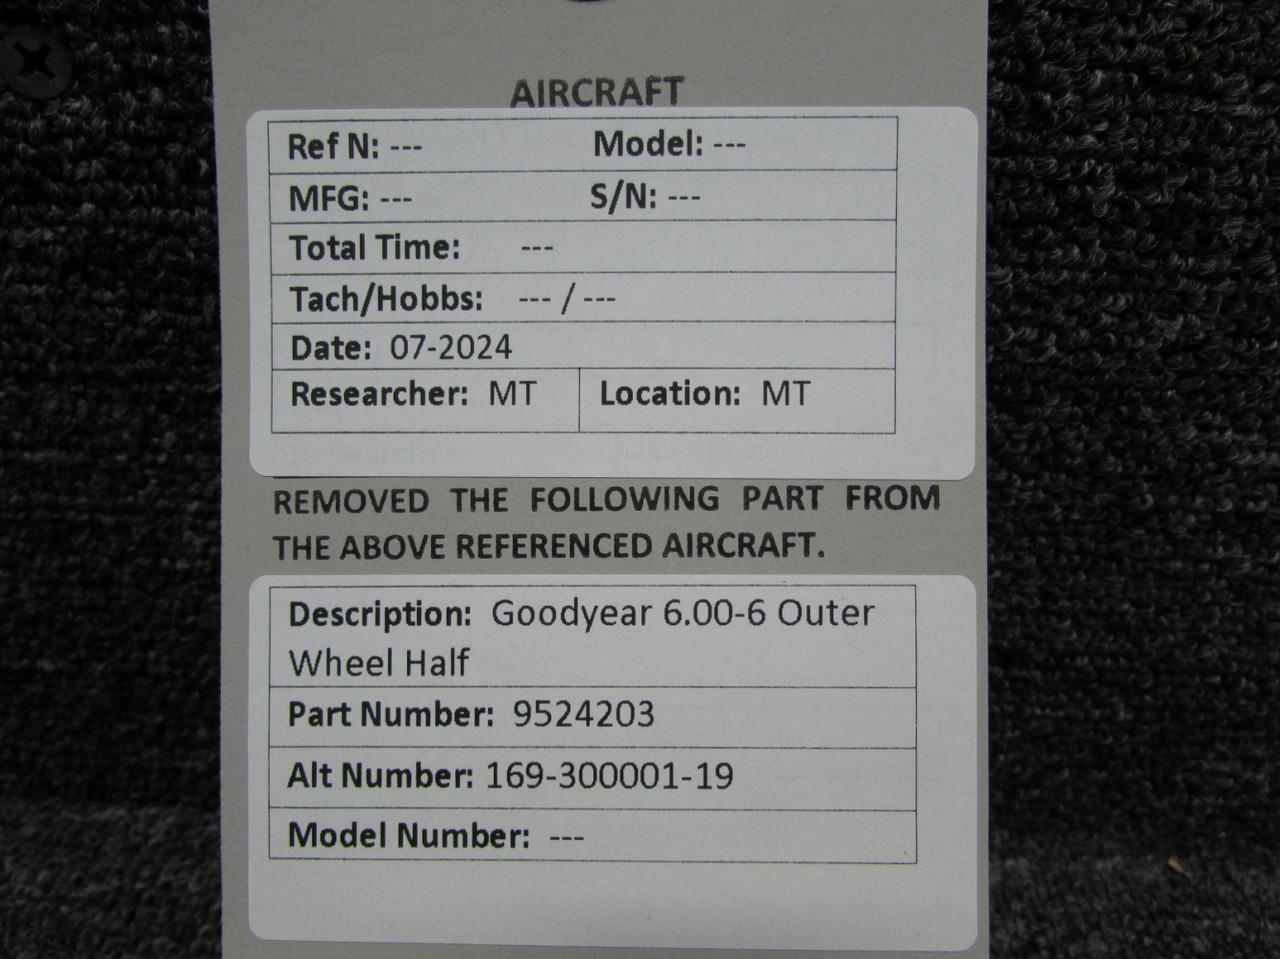 AIRCRAFT
Ref N: --- Model: ---
MFG: --- S/N: ---
Total Time: ---
Tach/Hobbs: --- / ---
Date: 07-2024
Researcher: MT Location: MT
REMOVED THE FOLLOWING PART FROM
THE ABOVE REFERENCED AIRCRAFT.
Description: Goodyear 6.00-6 Outer
Wheel Half
Part Number: 9524203
Alt Number: 169-300001-19
Model Number: ---